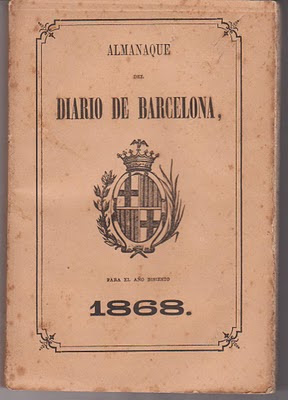 ALMANAQUE
DEL
DIARIO DE BARCELONA,
PARA EL AÑO BISIESTO
1868.